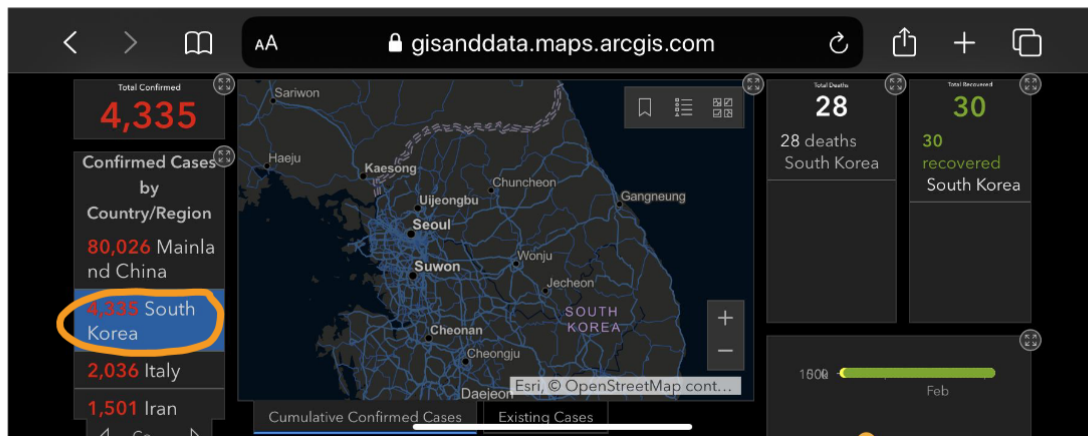 AA
gisanddata.maps.arcgis.com
Total Confirmed
4,335
Confirmed Cases
by
Country/Region
80,026 Mainla
nd China
4,335 South
Korea
2,036 Italy
1,501 Iran
Sariwon
Haeju
Kaesong
Chuncheon
Gangneung
Uijeongbu
Seoul
Wonju
Suwon
Jecheon
SOUTH
KOREA
Cheonan
Cheongju
Daejeon
Esri, © OpenStreetMap cont...
Cumulative Confirmed Cases
Existing Cases
Total Deaths
28
28 deaths
South Korea
Total Recovered
30
30
recovered
South Korea
Feb